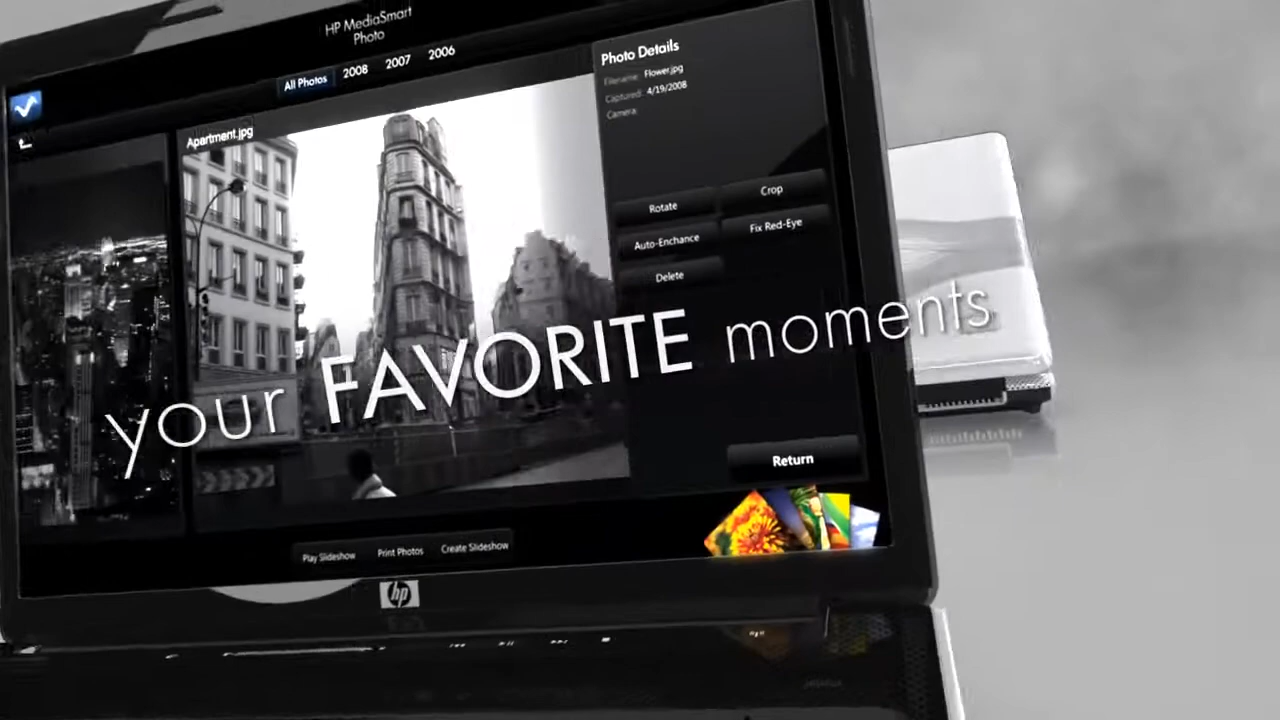 HP MediaSmart
Photo
All Photos 2008 2007 2006
Apartment.jpg
Photo Details
Filename: Flower.jpg
Captured: 4/19/2008
Camera:
Rotate Crop
Auto-Enchance Fix Red-Eye
Delete
your FAVORITE moments
Return
Play Slideshow Print Photos Create Slideshow
hp